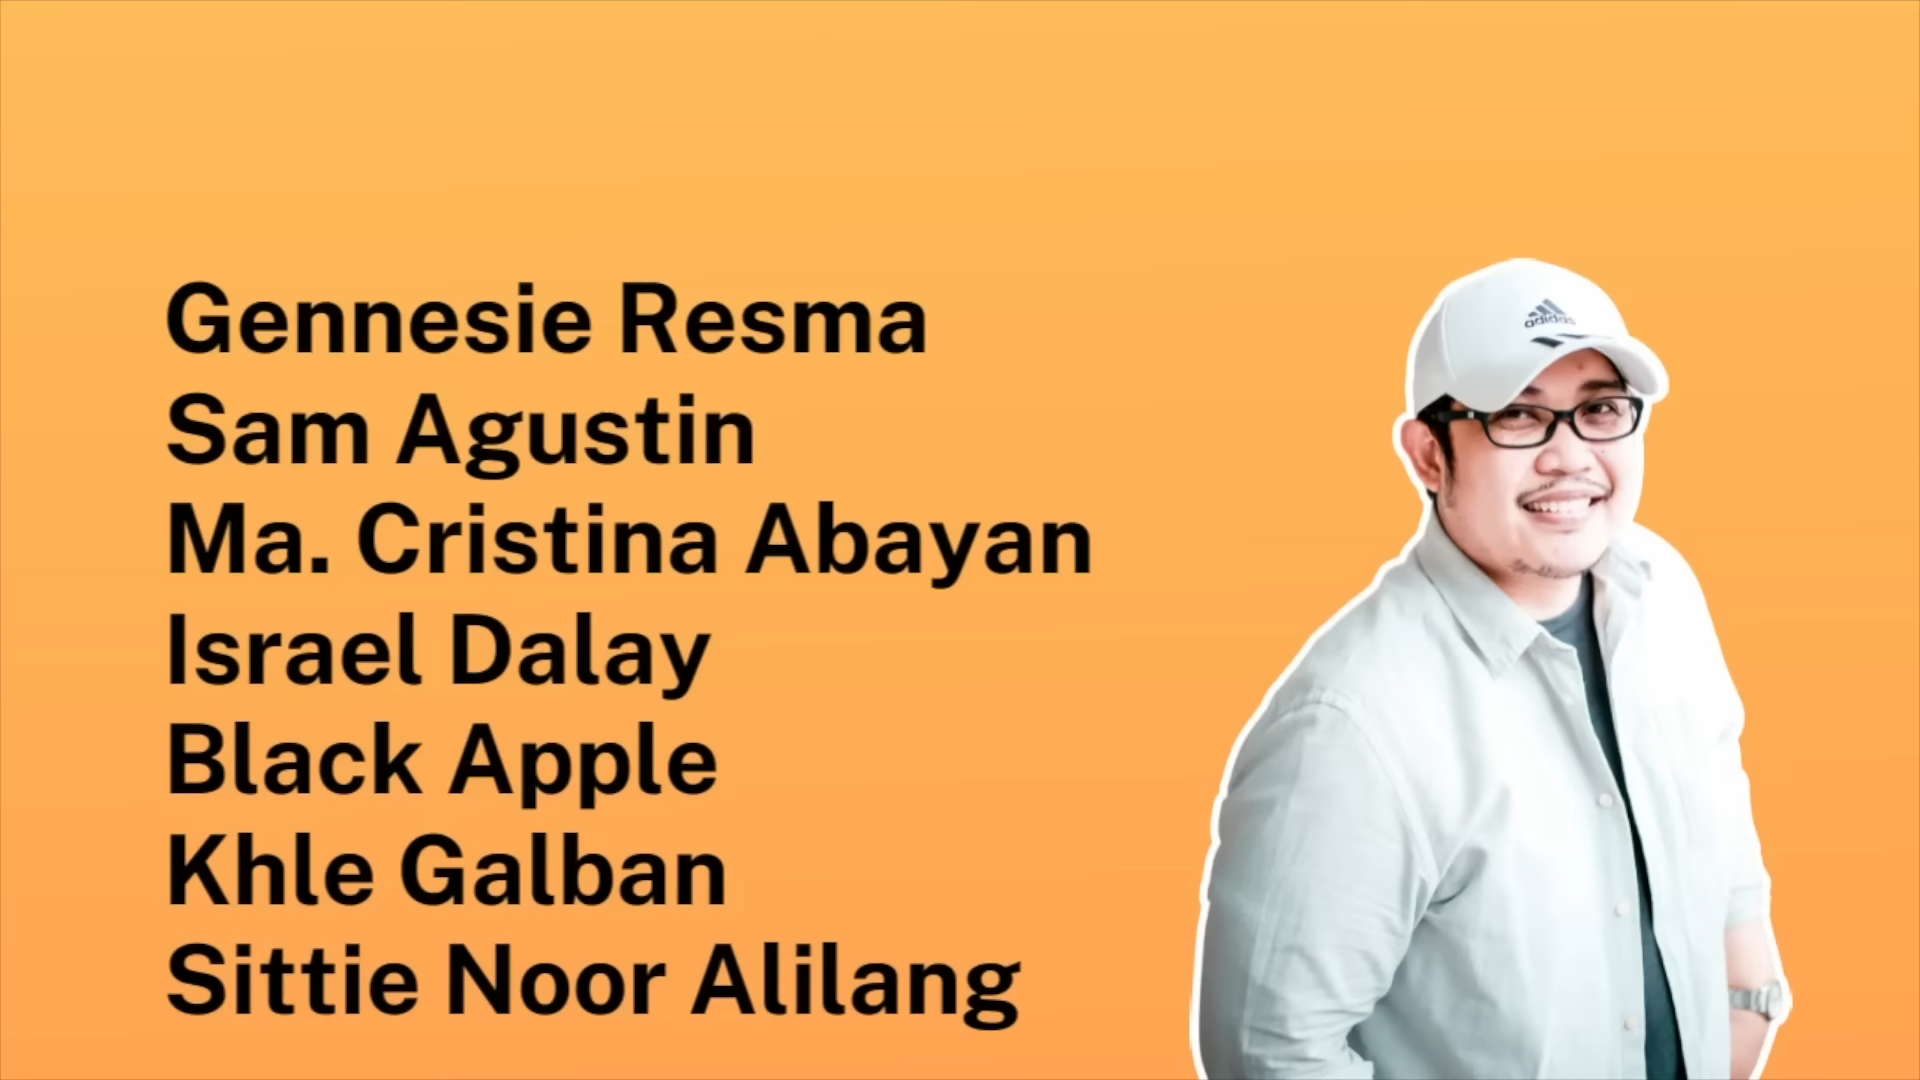 Gennesie Resma
Sam Agustin
Ma. Cristina Abayan
Israel Dalay
Black Apple
Khle Galban
Sittie Noor Alilang
adidas